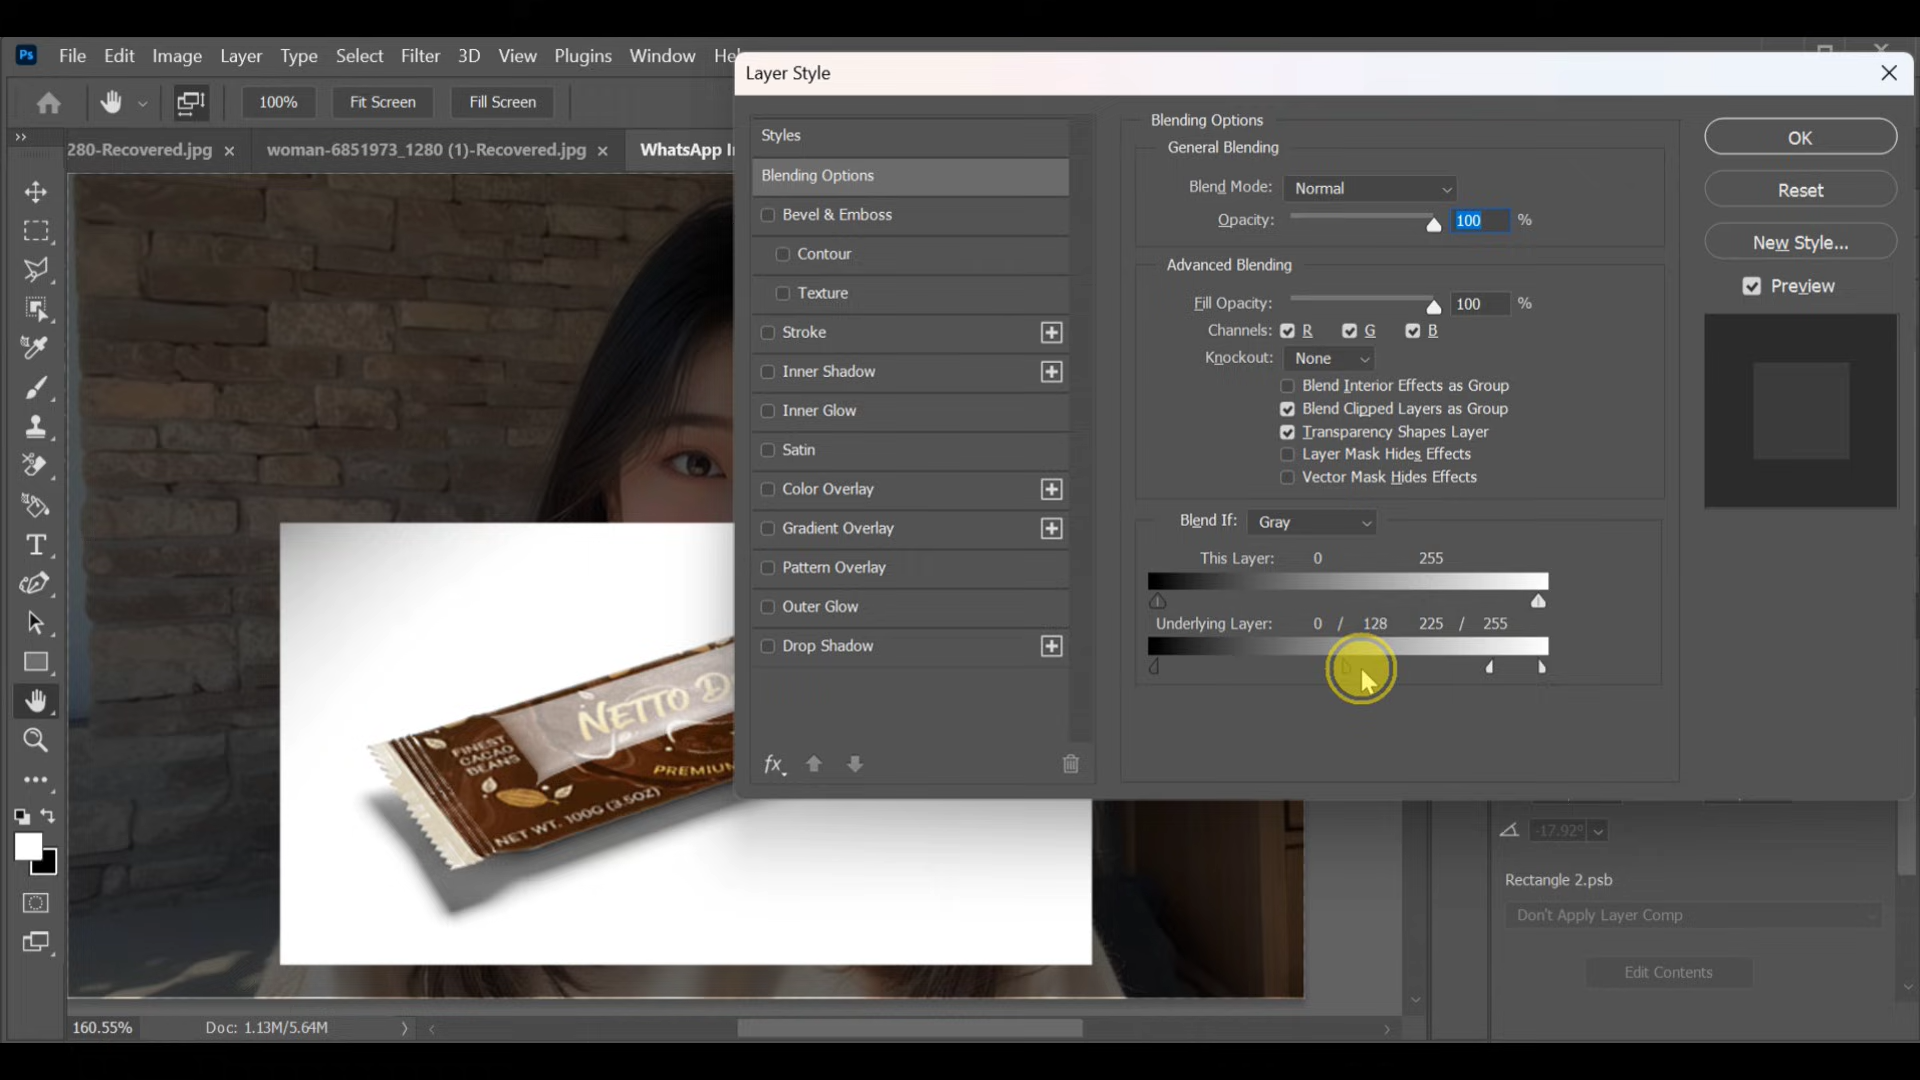 Ps File Edit Image Layer Type Select Filter 3D View Plugins Window
Layer Style
100% Fit Screen Fill Screen
280-Recovered.jpg woman-6851973_1280 (1)-Recovered.jpg WhatsApp
Styles
Blending Options
Bevel & Emboss
Contour
Texture
Stroke
Inner Shadow
Inner Glow
Satin
Color Overlay
Gradient Overlay
Pattern Overlay
Outer Glow
Drop Shadow
fx
Blending Options
General Blending
Blend Mode: Normal
Opacity: 100 %
Advanced Blending
Fill Opacity: 100 %
Channels: R G B
Knockout: None
Blend Interior Effects as Group
Blend Clipped Layers as Group
Transparency Shapes Layer
Layer Mask Hides Effects
Vector Mask Hides Effects
Blend If: Gray
This Layer: 0 255
Underlying Layer: 0 / 128 225 / 255
OK
Reset
New Style...
Preview
NETTO
FINEST
CACAO
BEANS
PREMIUM
NET WT. 100G (3.5OZ)
-17.92°
Rectangle 2.psb
Don't Apply Layer Comp
Edit Contents
160.55% Doc: 1.13M/5.64M